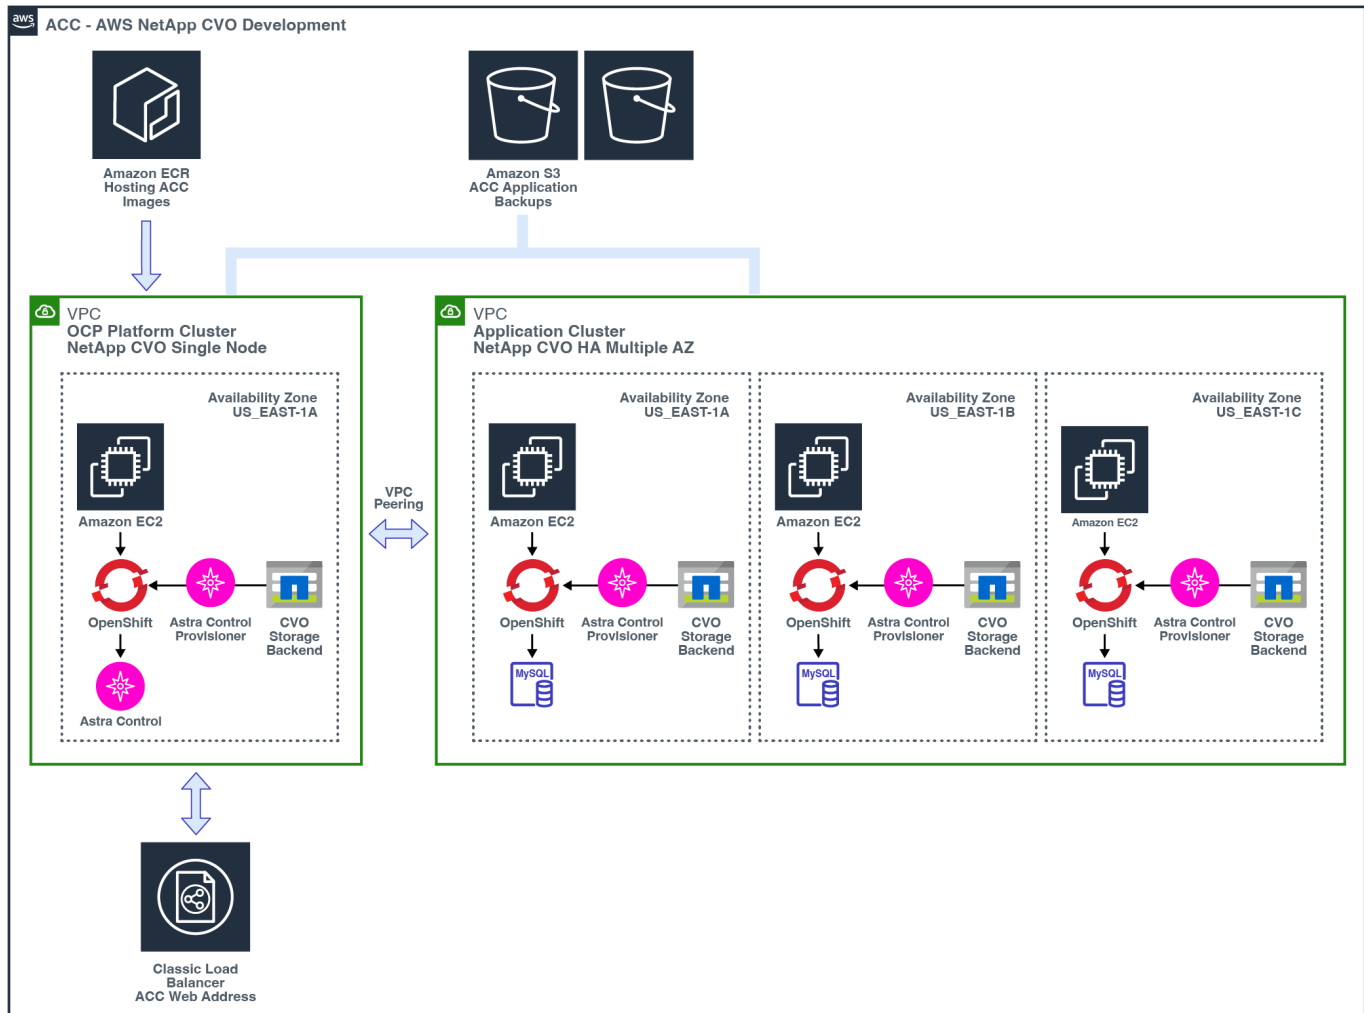 aws
ACC - AWS NetApp CVO Development
Amazon ECR
Hosting ACC
Images
Amazon S3
ACC Application
Backups
VPC
OCP Platform Cluster
NetApp CVO Single Node
Availability Zone
US_EAST-1A
Amazon EC2
OpenShift
Astra Control
Provisioner
CVO
Storage
Backend
Astra Control
VPC
Peering
VPC
Application Cluster
NetApp CVO HA Multiple AZ
Availability Zone
US_EAST-1A
Amazon EC2
OpenShift
Astra Control
Provisioner
CVO
Storage
Backend
MySQL
Availability Zone
US_EAST-1B
Amazon EC2
OpenShift
Astra Control
Provisioner
CVO
Storage
Backend
MySQL
Availability Zone
US_EAST-1C
Amazon EC2
OpenShift
Astra Control
Provisioner
CVO
Storage
Backend
MySQL
Classic Load
Balancer
ACC Web Address